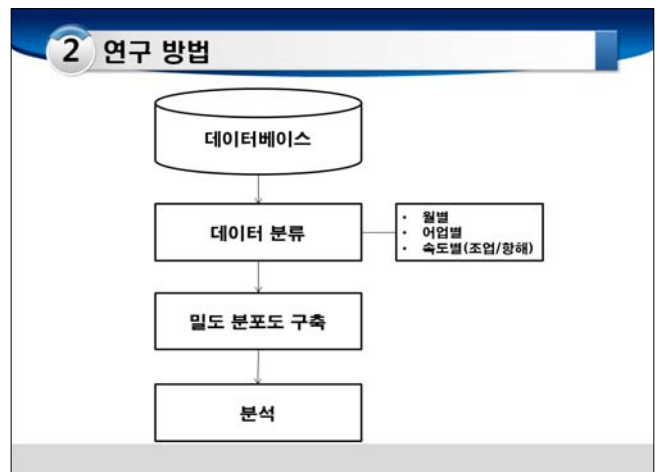 2 연구 방법
데이터베이스
데이터 분류
• 월별
• 어업별
• 속도별(조업/항해)
밀도 분포도 구축
분석